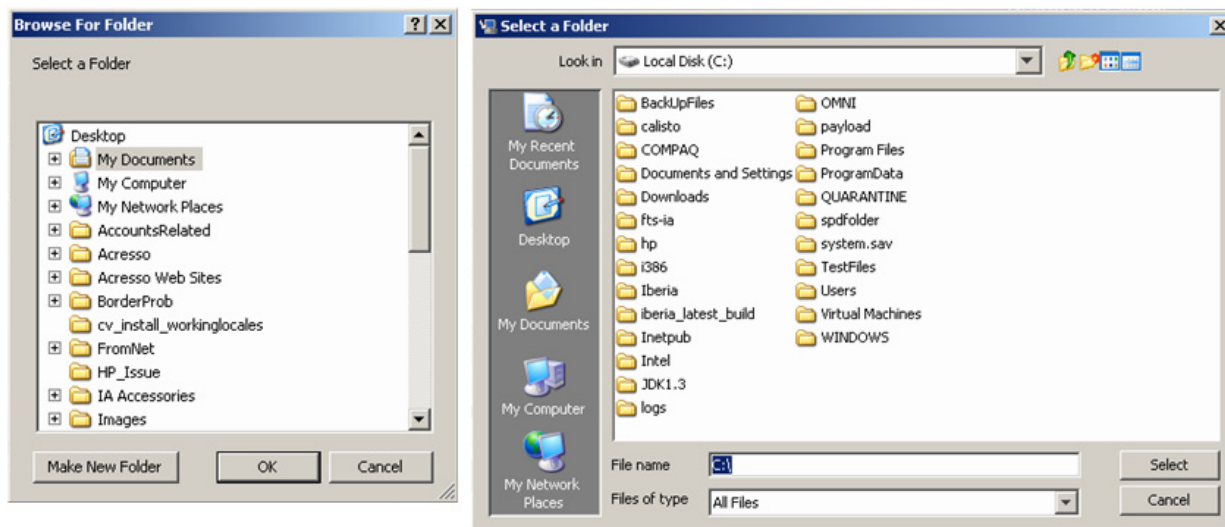 Browse For Folder
Select a Folder
Desktop
My Documents
My Computer
My Network Places
AccountsRelated
Acresso
Acresso Web Sites
BorderProb
cv_install_workinglocales
FromNet
HP_Issue
IA Accessories
Images
Make New Folder
OK
Cancel
Select a Folder
Look in
Local Disk (C:)
My Recent
Documents
Desktop
My Documents
My Computer
My Network
Places
BackUpFiles
calisto
COMPAQ
Documents and Settings
Downloads
fts-ia
hp
i386
Iberia
iberia_latest_build
Inetpub
Intel
JDK1.3
logs
OMNI
payload
Program Files
ProgramData
QUARANTINE
spdfolder
system.sav
TestFiles
Users
Virtual Machines
WINDOWS
File name
C:\
Select
Files of type
All Files
Cancel